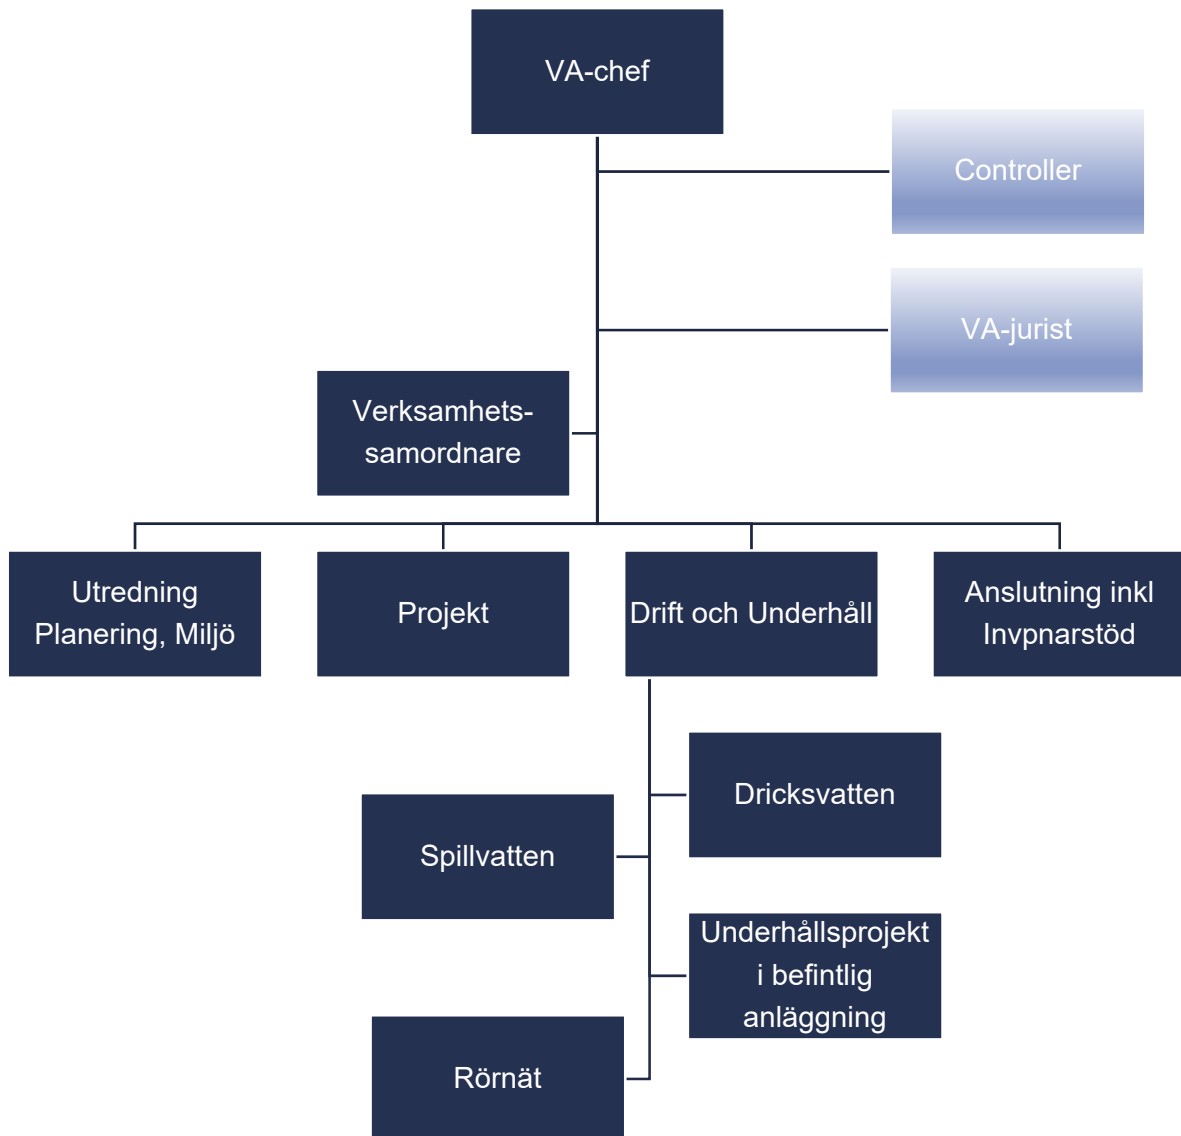 VA-chef
Controller
VA-jurist
Verksamhets-
samordnare
Utredning
Planering, Miljö
Projekt
Drift och Underhåll
Anslutning inkl
Invpnarstöd
Dricksvatten
Spillvatten
Underhållsprojekt
i befintlig
anläggning
Rörnät